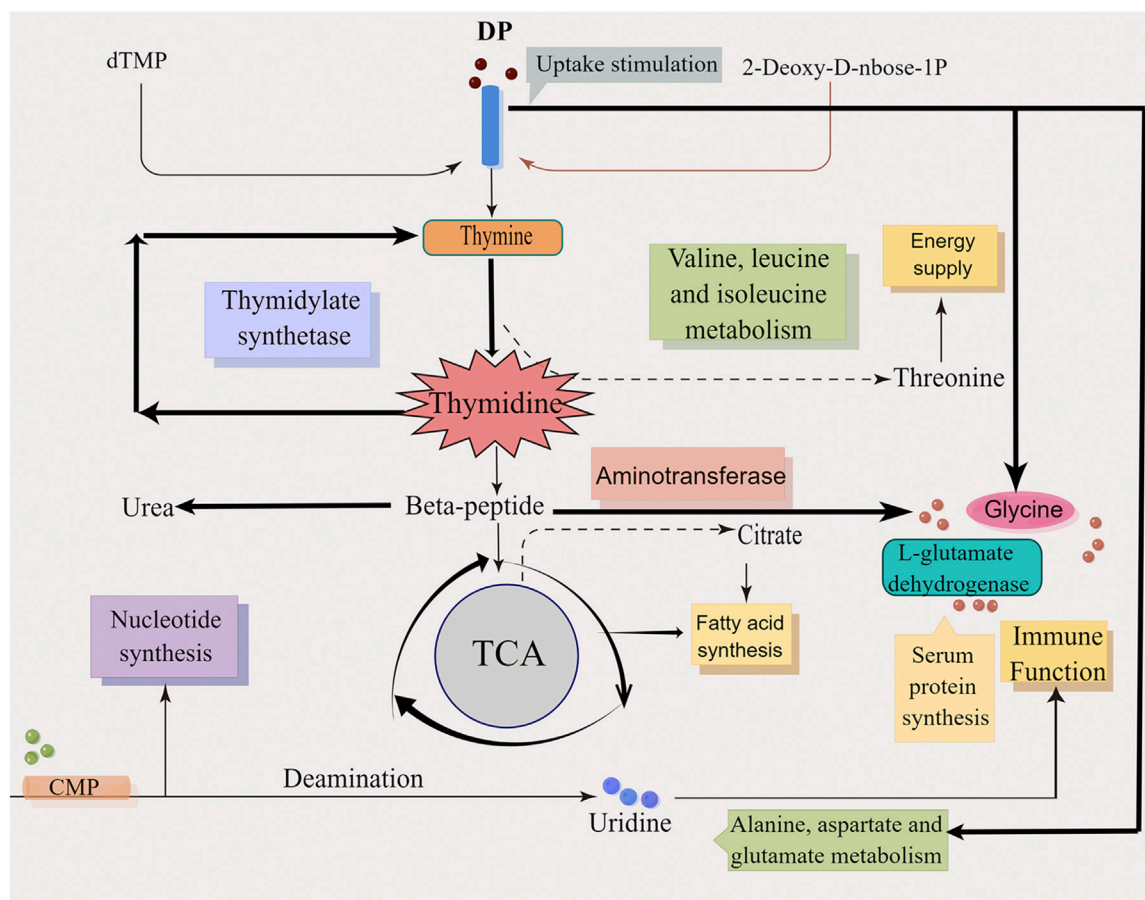 DP
dTMP
Uptake stimulation
2-Deoxy-D-nbose-1P
Thymine
Energy
supply
Valine, leucine
and isoleucine
metabolism
Thymidylate
synthetase
Threonine
Thymidine
Aminotransferase
Urea
Beta-peptide
Glycine
Citrate
L-glutamate
dehydrogenase
Nucleotide
synthesis
TCA
Fatty acid
synthesis
Immune
Function
Serum
protein
synthesis
CMP
Deamination
Uridine
Alanine, aspartate and
glutamate metabolism